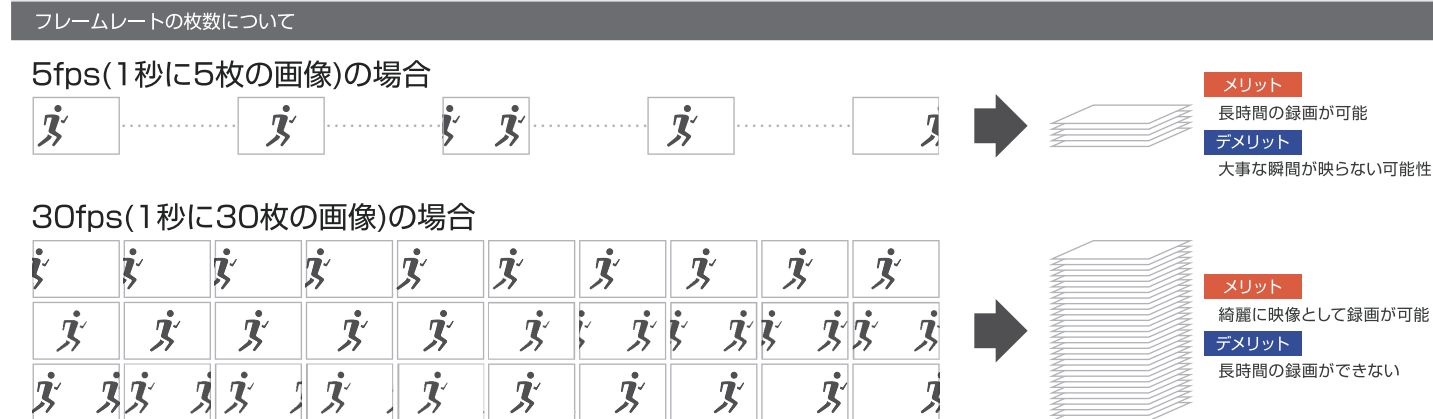 フレームレートの枚数について
5fps(1秒に5枚の画像)の場合
メリット
長時間の録画が可能
デメリット
大事な瞬間が映らない可能性
30fps(1秒に30枚の画像)の場合
メリット
綺麗に映像として録画が可能
デメリット
長時間の録画ができない